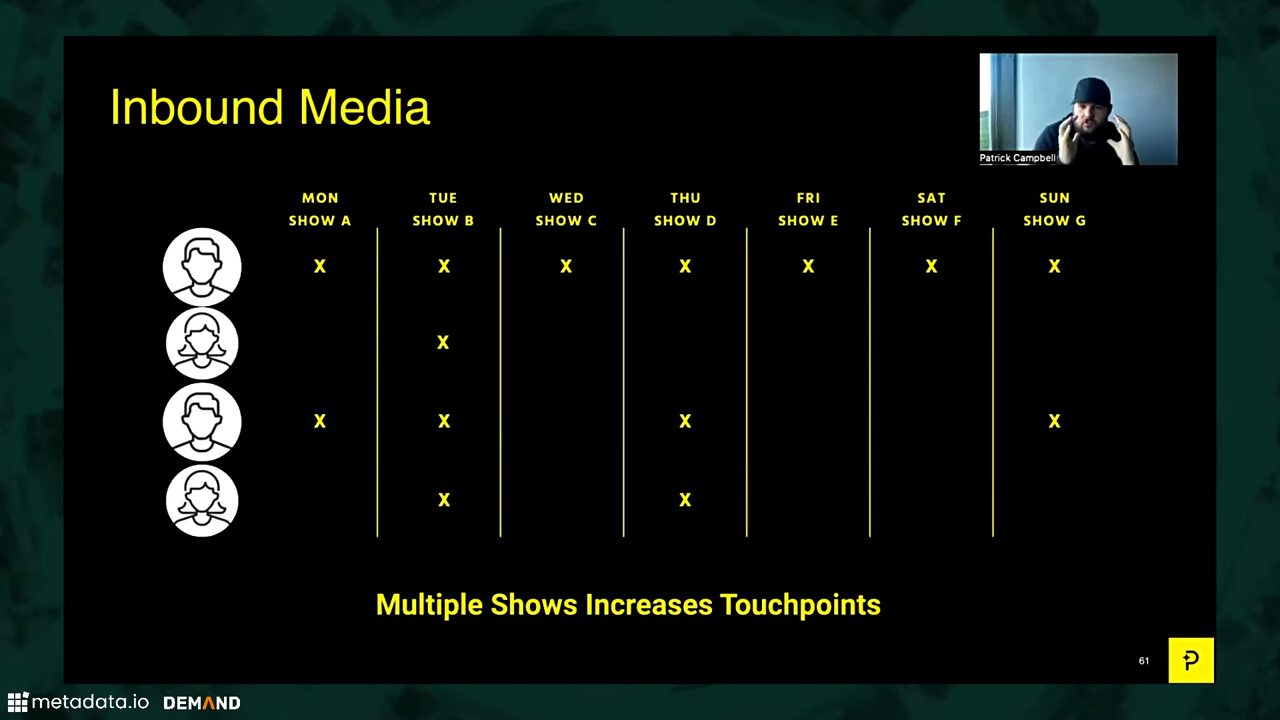 Inbound Media
Patrick Campbell
MON TUE WED THU FRI SAT SUN
SHOW A SHOW B SHOW C SHOW D SHOW E SHOW F SHOW G
X X X X X X X
X
X X X X
X X
Multiple Shows Increases Touchpoints
61
P
metadata.io DEMAND